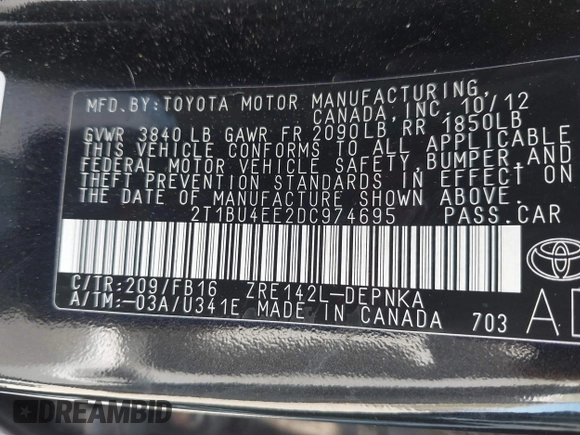 MFD.BY:TOYOTA MOTOR MANUFACTURING,
CANADA,INC. 10/12
GVWR 3840 LB GAWR FR 2090LB RR 1850LB
THIS VEHICLE CONFORMS TO ALL APPLICABLE
FEDERAL MOTOR VEHICLE SAFETY,BUMPER,AND
THEFT PREVENTION STANDARDS IN EFFECT ON
THE DATE OF MANUFACTURE SHOWN ABOVE.
2T1BU4EE2DC974695 PASS.CAR
C/TR:209/FB16 ZRE142L-DEPNKA
A/TM:-03A/U341E MADE IN CANADA 703
A
DREAMBID